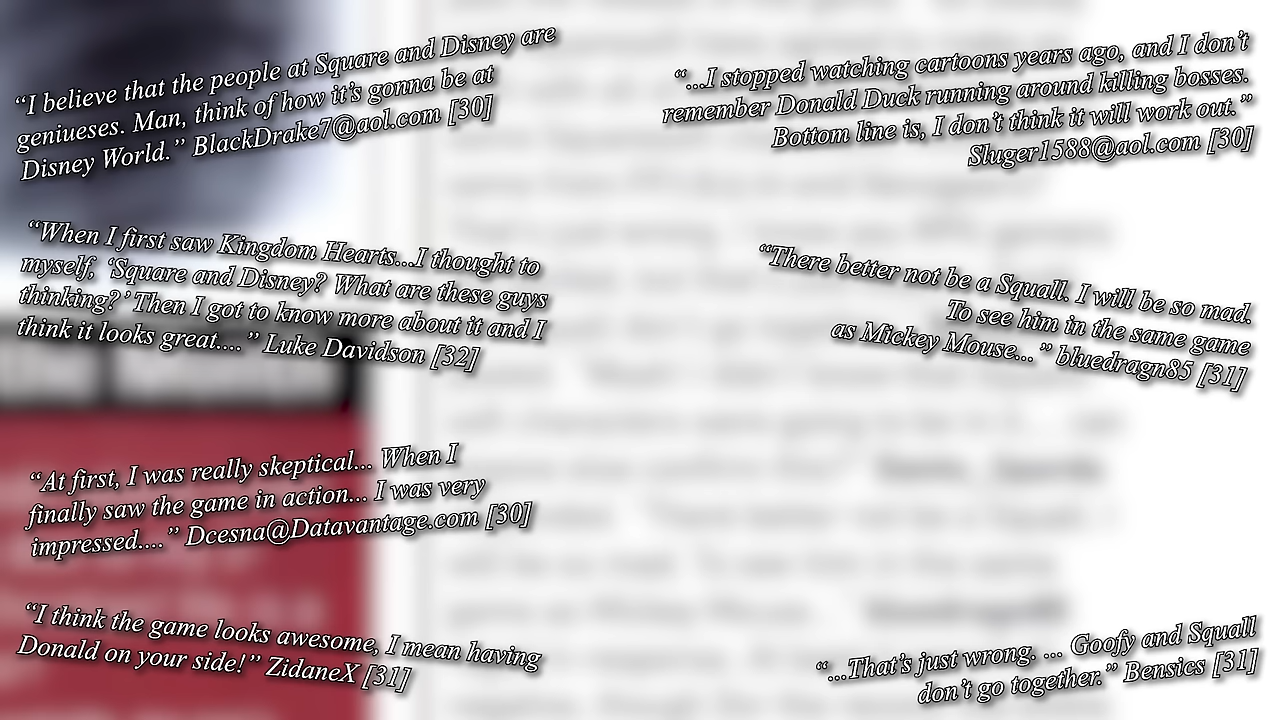 “I believe that the people at Square and Disney are
geniueses. Man, think of how it’s gonna be at
Disney World.” BlackDrake7@aol.com [30]
“...I stopped watching cartoons years ago, and I don’t
remember Donald Duck running around killing bosses.
Bottom line is, I don’t think it will work out.”
Sluger1588@aol.com [30]
“When I first saw Kingdom Hearts...I thought to
myself, ‘Square and Disney? What are these guys
thinking?’ Then I got to know more about it and I
think it looks great....” Luke Davidson [32]
“There better not be a Squall. I will be so mad.
To see him in the same game
as Mickey Mouse...” bluedragn85 [31]
“At first, I was really skeptical... When I
finally saw the game in action... I was very
impressed....” Dcesna@Datavantage.com [30]
“I think the game looks awesome, I mean having
Donald on your side!” ZidaneX [31]
“...That’s just wrong. ... Goofy and Squall
don’t go together.” Bensics [31]